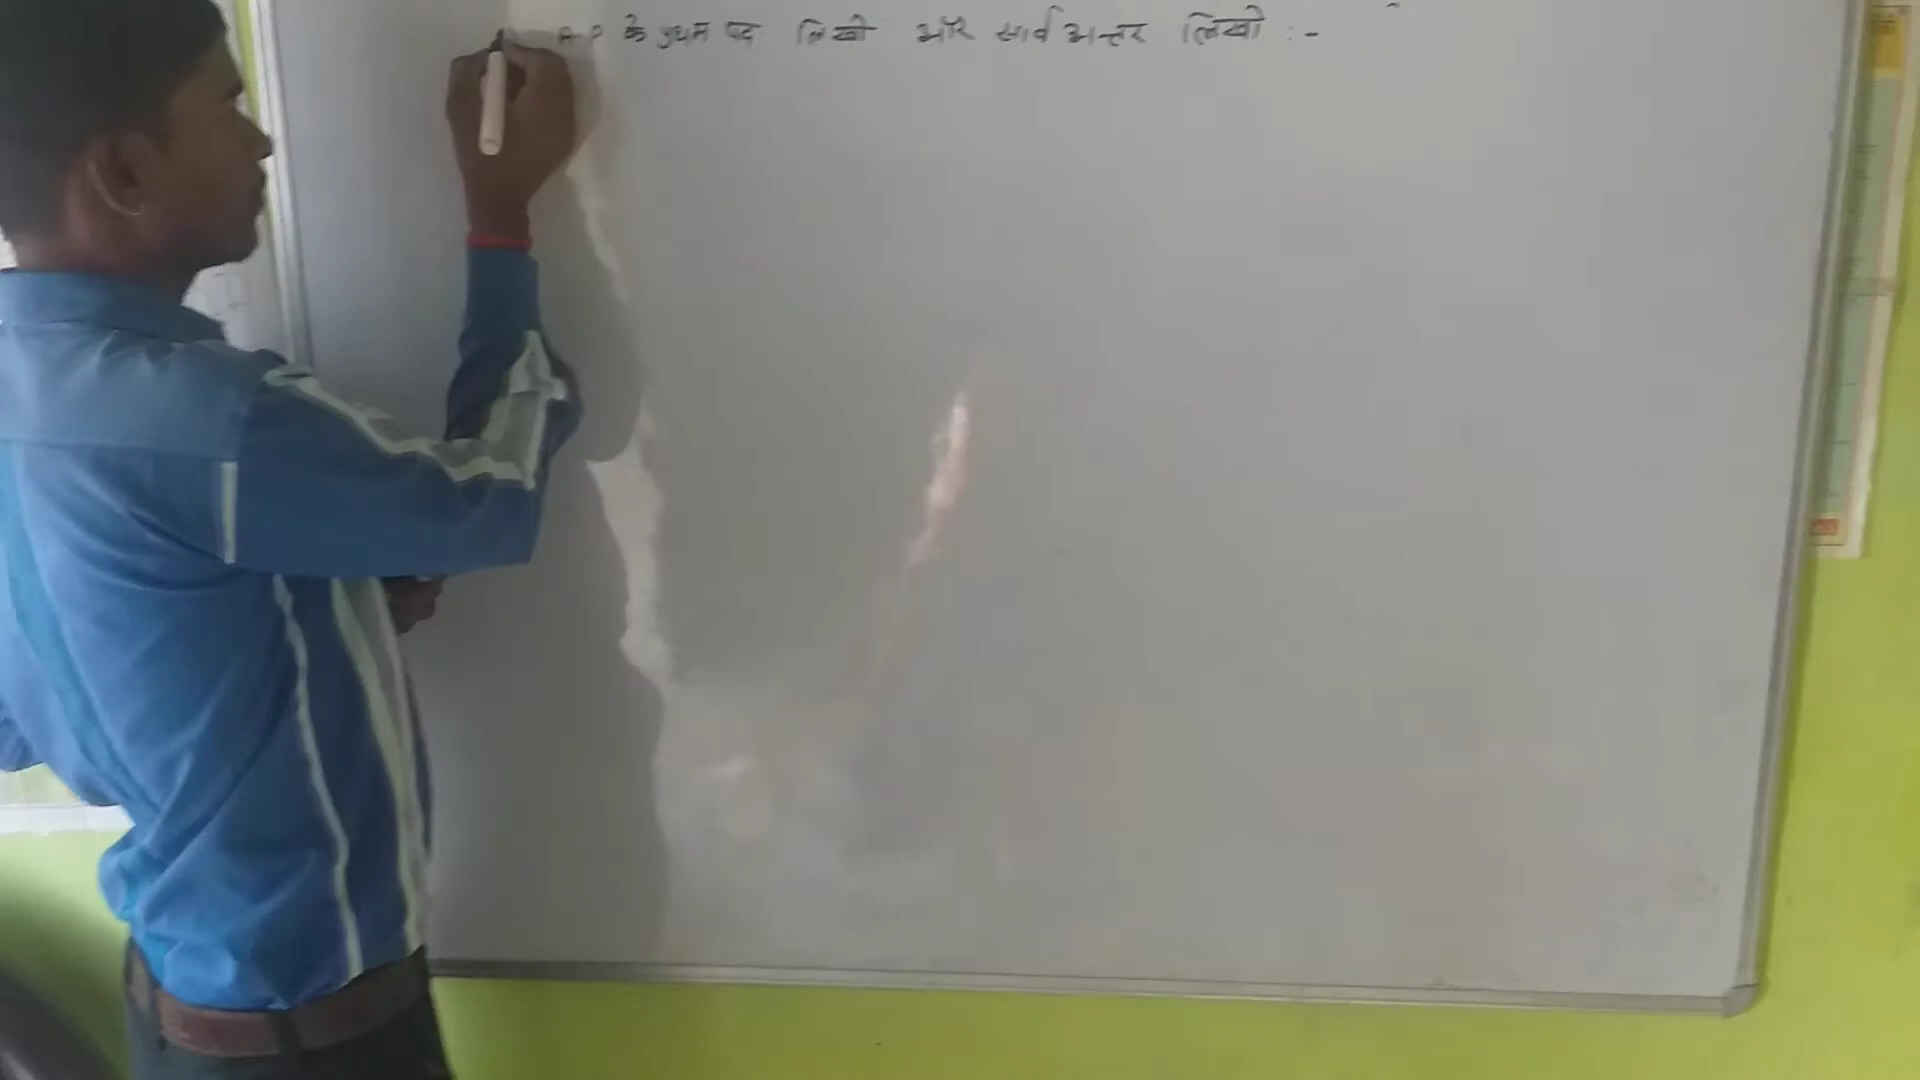 A.P के प्रथम पद लिखो और सार्व अन्तर लिखो :-